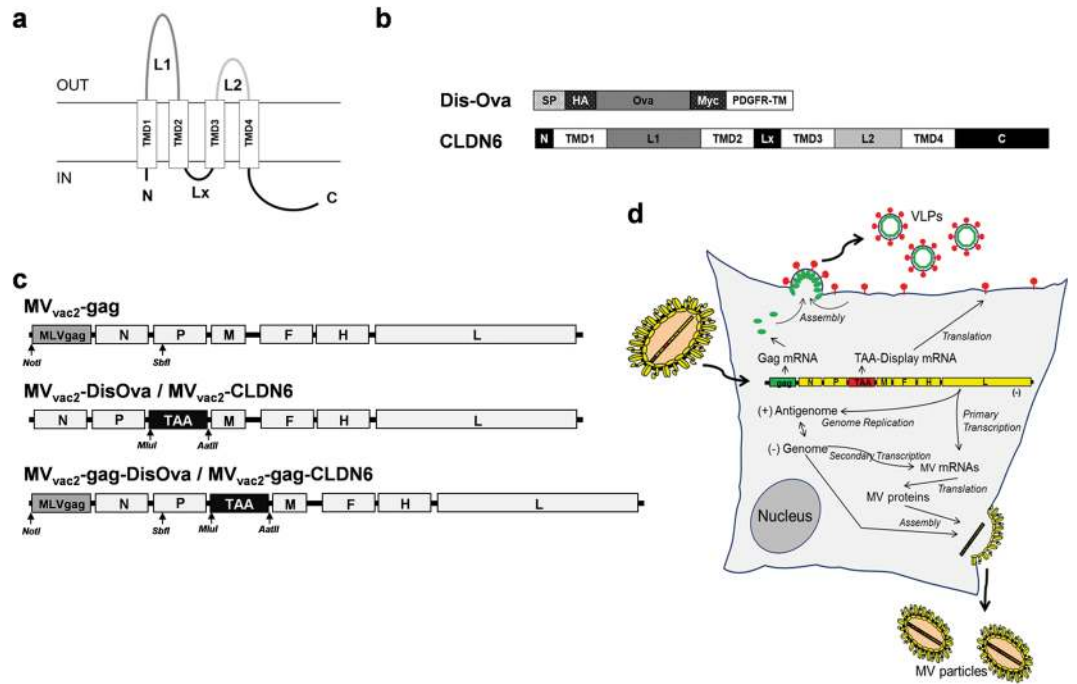 a
L1
L2
OUT
TMD1
TMD2
TMD3
TMD4
IN
N
Lx
C
b
Dis-Ova
SP HA Ova Myc PDGFR-TM
CLDN6
N TMD1 L1 TMD2 Lx TMD3 L2 TMD4 C
c
MVvac2-gag
MLVgag N P M F H L
NotI SbfI
MVvac2-DisOva / MVvac2-CLDN6
N P TAA M F H L
MluI AatII
MVvac2-gag-DisOva / MVvac2-gag-CLDN6
MLVgag N P TAA M F H L
NotI SbfI MluI AatII
d
VLPs
Assembly
Translation
Gag mRNA TAA-Display mRNA
gag N P TAA M F H L
(-)
(+) Antigenome
Genome Replication
Primary
Transcription
(-) Genome
Secondary Transcription
MV mRNAs
Translation
MV proteins
Assembly
Nucleus
MV particles